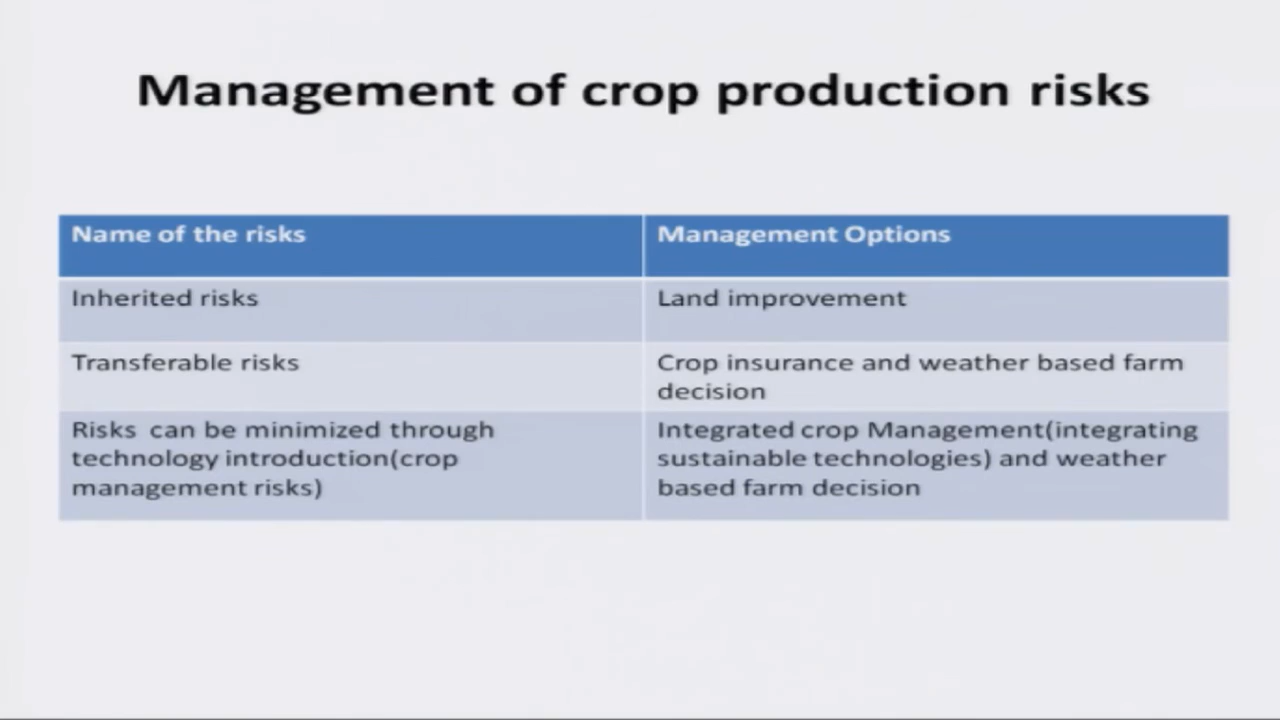 Management of crop production risks
Name of the risks
Management Options
Inherited risks
Land improvement
Transferable risks
Crop insurance and weather based farm
decision
Risks can be minimized through
technology introduction(crop
management risks)
Integrated crop Management(integrating
sustainable technologies) and weather
based farm decision